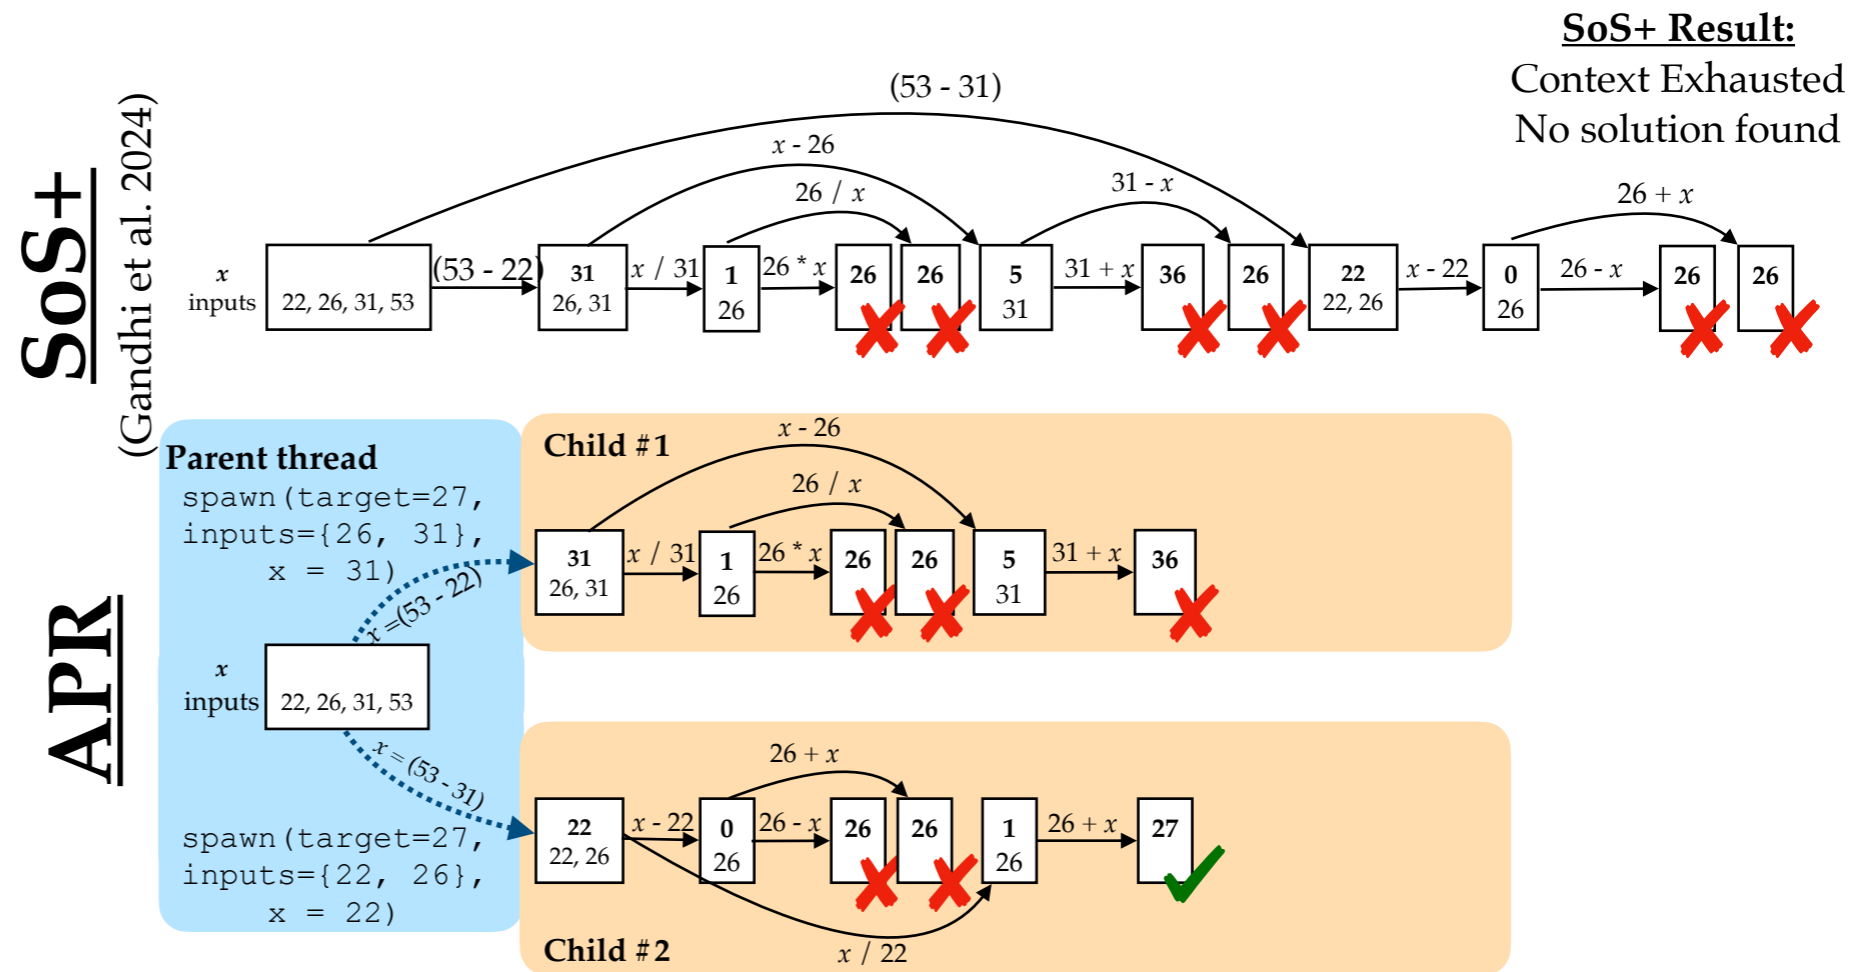 SoS+ Result:
Context Exhausted
No solution found
SoS+
(Gandhi et al. 2024)
(53 - 31)
x - 26
26 / x
31 - x
26 + x
x
inputs
22, 26, 31, 53
(53 - 22)
31
26, 31
x / 31
1
26
26 * x
26
26
5
31
31 + x
36
26
22
22, 26
x - 22
0
26
26 - x
26
26
APR
Parent thread
spawn(target=27,
inputs={26, 31},
x = 31)
x =(53 - 22)
x
inputs
22, 26, 31, 53
x = (53 - 31)
spawn(target=27,
inputs={22, 26},
x = 22)
Child #1
x - 26
26 / x
31
26, 31
x / 31
1
26
26 * x
26
26
5
31
31 + x
36
26 + x
22
22, 26
x - 22
0
26
26 - x
26
26
1
26
26 + x
27
x / 22
Child #2